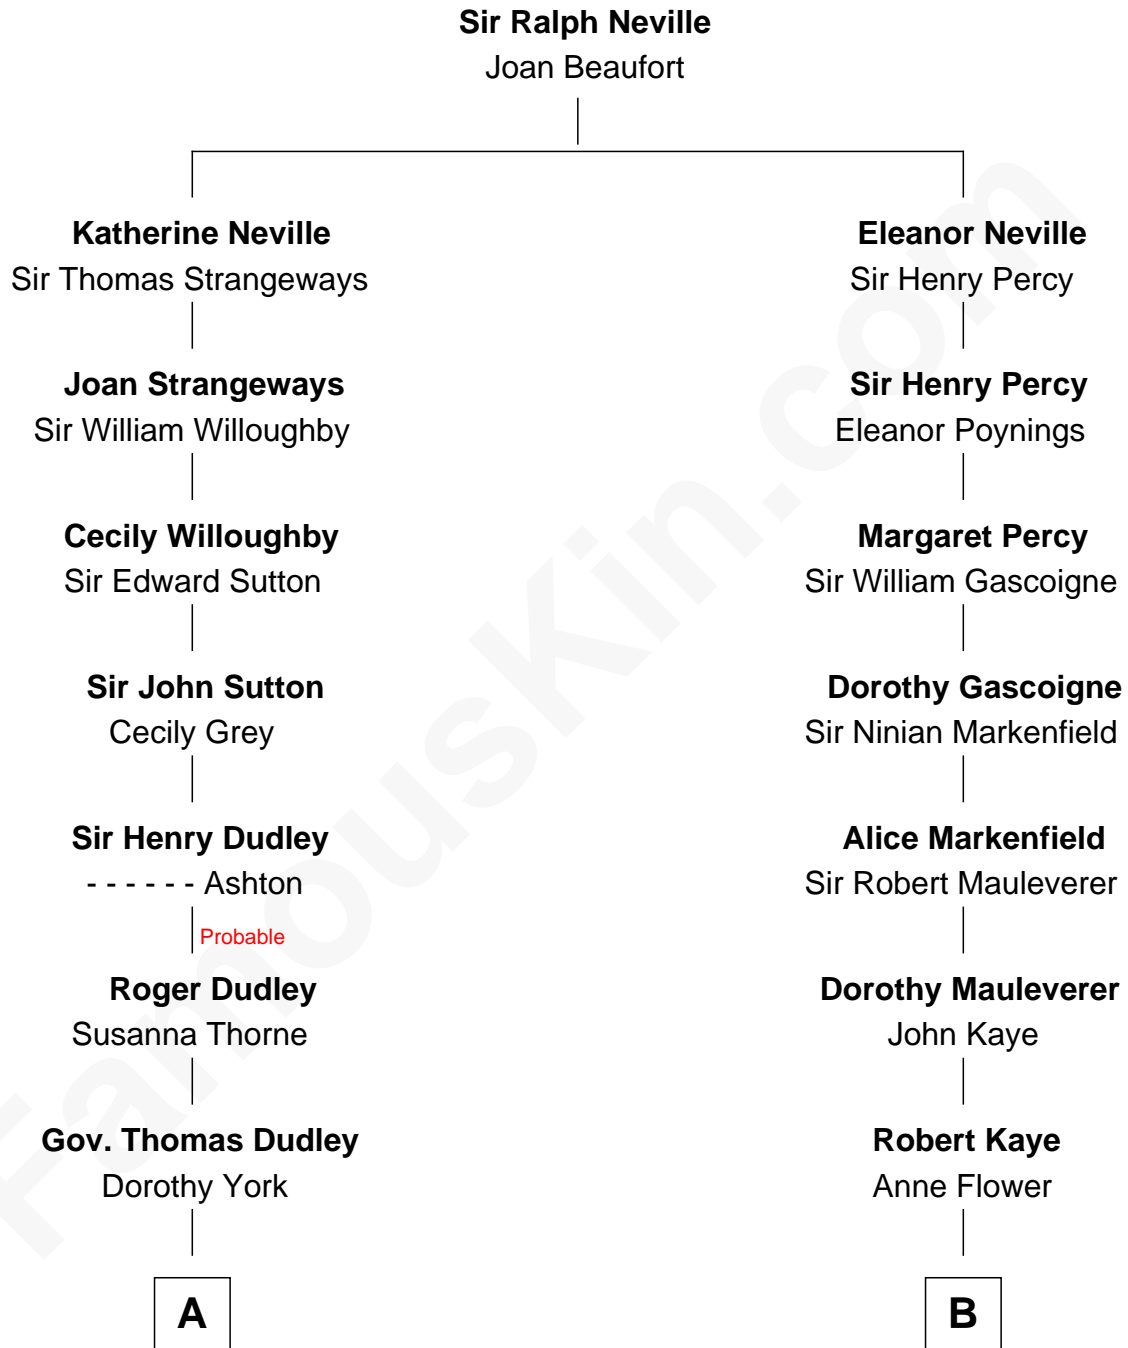 Sir Ralph Neville
Joan Beaufort
Katherine Neville
Sir Thomas Strangeways
Eleanor Neville
Sir Henry Percy
Joan Strangeways
Sir William Willoughby
Sir Henry Percy
Eleanor Poynings
Cecily Willoughby
Sir Edward Sutton
Margaret Percy
Sir William Gascoigne
Sir John Sutton
Cecily Grey
Dorothy Gascoigne
Sir Ninian Markenfield
Sir Henry Dudley
- - - - - - Ashton
Probable
Alice Markenfield
Sir Robert Mauleverer
Roger Dudley
Susanna Thorne
Dorothy Mauleverer
John Kaye
Gov. Thomas Dudley
Dorothy York
Robert Kaye
Anne Flower
A
B
FamousKin.com